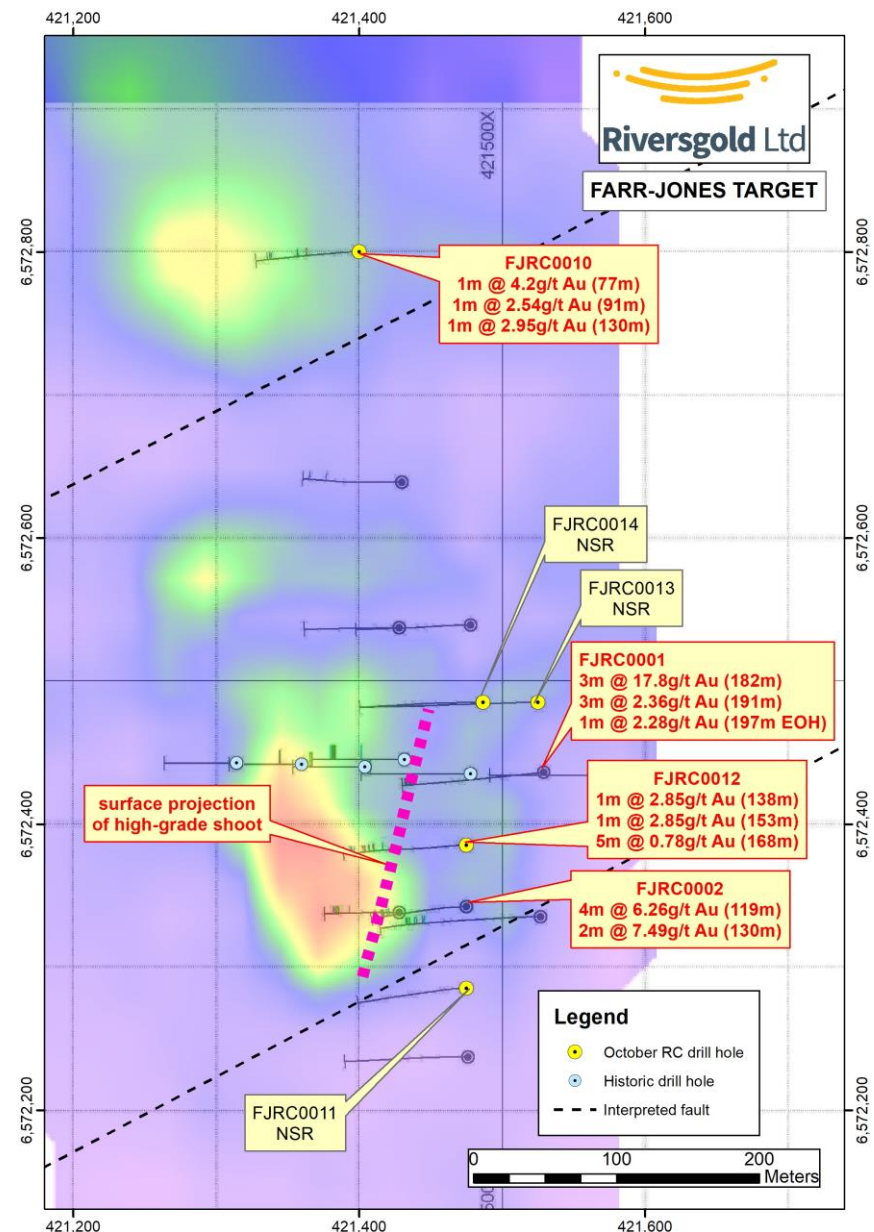 421,200
421,400
421,600
Riversgold Ltd
FARR-JONES TARGET
421500X
6,572,800
6,572,800
FJRC0010
1m @ 4.2g/t Au (77m)
1m @ 2.54g/t Au (91m)
1m @ 2.95g/t Au (130m)
6,572,600
6,572,600
FJRC0014
NSR
FJRC0013
NSR
FJRC0001
3m @ 17.8g/t Au (182m)
3m @ 2.36g/t Au (191m)
1m @ 2.28g/t Au (197m EOH)
6,572,400
6,572,400
surface projection
of high-grade shoot
FJRC0012
1m @ 2.85g/t Au (138m)
1m @ 2.85g/t Au (153m)
5m @ 0.78g/t Au (168m)
FJRC0002
4m @ 6.26g/t Au (119m)
2m @ 7.49g/t Au (130m)
Legend
October RC drill hole
Historic drill hole
Interpreted fault
6,572,200
6,572,200
FJRC0011
NSR
0 100 200
Meters
421,200
421,400
421,600